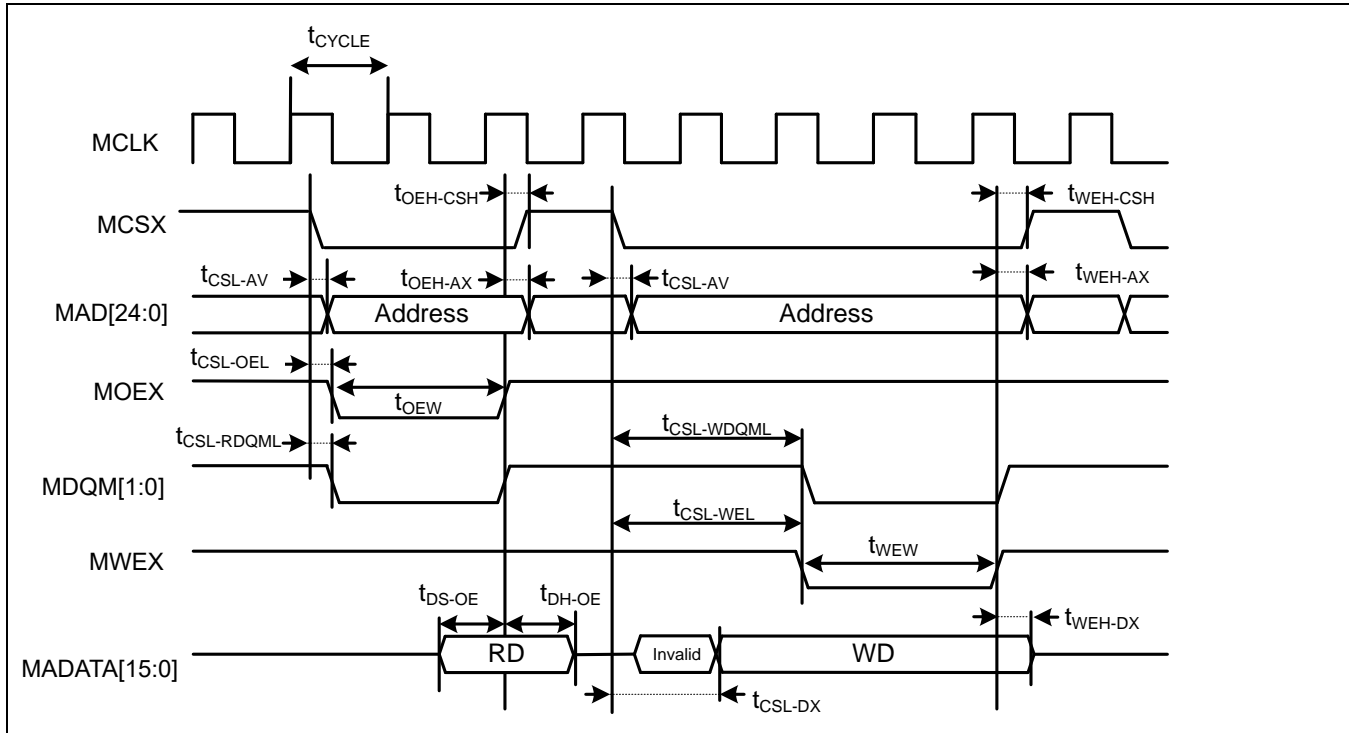 tCYCLE
MCLK
tOEH-CSH
tWEH-CSH
MCSX
tCSL-AV
tOEH-AX
tCSL-AV
tWEH-AX
MAD[24:0]
Address
Address
tCSL-OEL
MOEX
tOEW
tCSL-RDQML
tCSL-WDQML
MDQM[1:0]
tCSL-WEL
MWEX
tWEW
tDS-OE
tDH-OE
tWEH-DX
MADATA[15:0]
RD
Invalid
WD
tCSL-DX